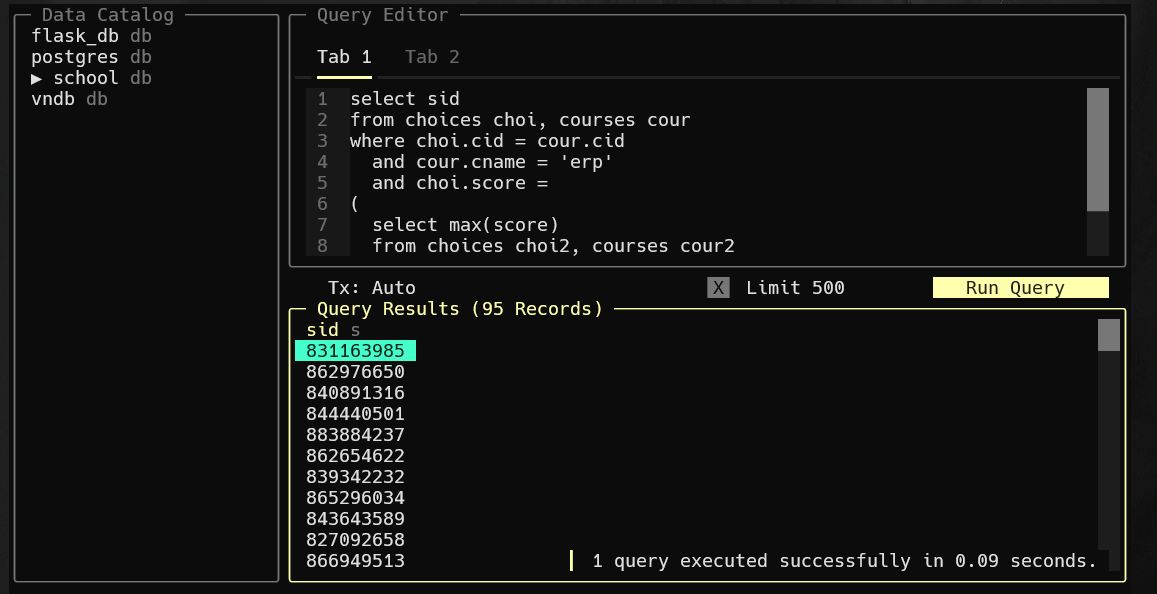 Data Catalog
flask_db db
postgres db
▶ school db
vndb db
Query Editor
Tab 1 Tab 2
1 select sid
2 from choices choi, courses cour
3 where choi.cid = cour.cid
4   and cour.cname = 'erp'
5   and choi.score =
6 (
7   select max(score)
8   from choices choi2, courses cour2
Tx: Auto X Limit 500 Run Query
Query Results (95 Records)
sid s
831163985
862976650
840891316
844440501
883884237
862654622
839342232
865296034
843643589
827092658
866949513
1 query executed successfully in 0.09 seconds.